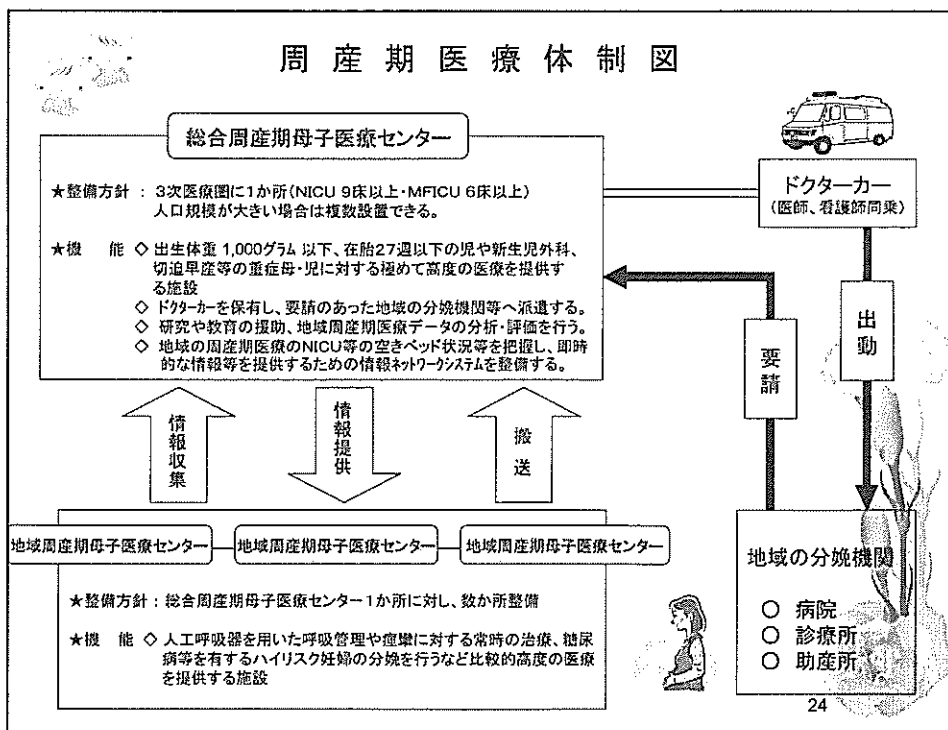 周産期医療体制図
総合周産期母子医療センター
★整備方針 : 3次医療圏に1か所(NICU 9床以上・MFICU 6床以上)
人口規模が大きい場合は複数設置できる。
★機　能 ◇ 出生体重 1,000グラム 以下、在胎27週以下の児や新生児外科、
切迫早産等の重症母・児に対する極めて高度の医療を提供す
る施設
◇ ドクターカーを保有し、要請のあった地域の分娩機関等へ派遣する。
◇ 研究や教育の援助、地域周産期医療データの分析・評価を行う。
◇ 地域の周産期医療のNICU等の空きベッド状況等を把握し、即時
的な情報等を提供するための情報ネットワークシステムを整備する。
ドクターカー
(医師、看護師同乗)
要請
出動
情報収集
情報提供
搬送
地域周産期母子医療センター
地域周産期母子医療センター
地域周産期母子医療センター
★整備方針 : 総合周産期母子医療センター1か所に対し、数か所整備
★機　能 ◇ 人工呼吸器を用いた呼吸管理や痙攣に対する常時の治療、糖尿
病等を有するハイリスク妊婦の分娩を行うなど比較的高度の医療
を提供する施設
地域の分娩機関
○ 病院
○ 診療所
○ 助産所
24